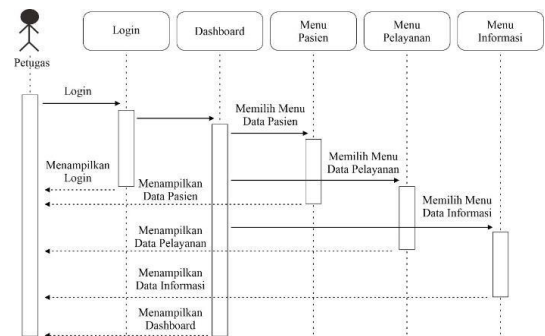 Login
Dashboard
Menu
Pasien
Menu
Pelayanan
Menu
Informasi
Petugas
Login
Memilih Menu
Data Pasien
Memilih Menu
Data Pelayanan
Menampilkan
Login
Menampilkan
Data Pasien
Memilih Menu
Data Informasi
Menampilkan
Data Pelayanan
Menampilkan
Data Informasi
Menampilkan
Dashboard